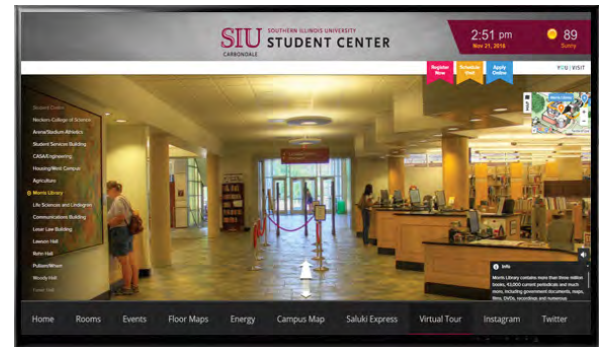 SIU
SOUTHERN ILLINOIS UNIVERSITY
STUDENT CENTER
CARBONDALE
2:51 pm
Nov 21, 2016
89
Sunny
Register
Now
Schedule
Visit
Apply
Online
YOU VISIT
Student Center
Neckers-College of Science
Arena/Stadium-Athletics
Student Services Building
CASA/Engineering
Housing/West Campus
Agriculture
Morris Library
Life Sciences and Lindegren
Communications Building
Lesar Law Building
Lawson Hall
Rehn Hall
Pulliam/Wham
Woody Hall
Faner Hall
Info
Morris Library contains more than three million
books, 43,000 current periodicals and much
more, including government documents, maps,
films, DVDs, recordings and numerous
Home
Rooms
Events
Floor Maps
Energy
Campus Map
Saluki Express
Virtual Tour
Instagram
Twitter